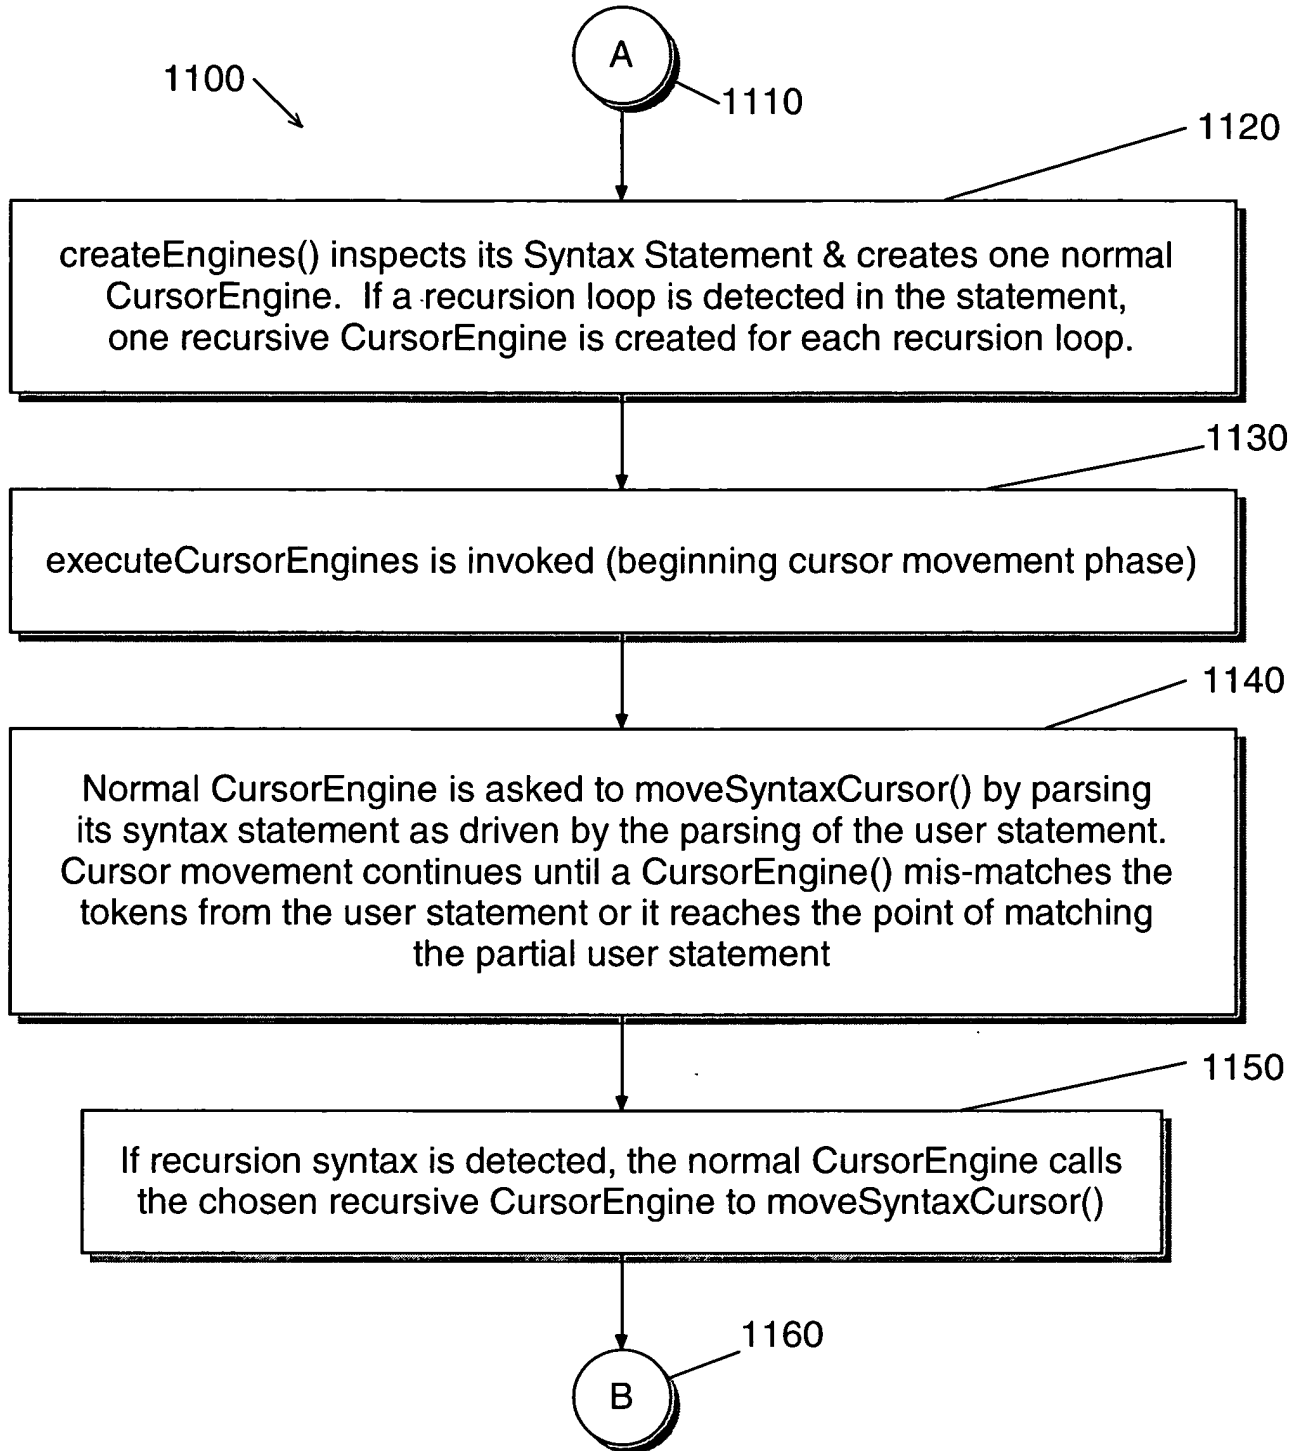 A
1100
1110
1120
createEngines() inspects its Syntax Statement & creates one normal
CursorEngine. If a recursion loop is detected in the statement,
one recursive CursorEngine is created for each recursion loop.
1130
executeCursorEngines is invoked (beginning cursor movement phase)
1140
Normal CursorEngine is asked to moveSyntaxCursor() by parsing
its syntax statement as driven by the parsing of the user statement.
Cursor movement continues until a CursorEngine() mis-matches the
tokens from the user statement or it reaches the point of matching
the partial user statement
1150
If recursion syntax is detected, the normal CursorEngine calls
the chosen recursive CursorEngine to moveSyntaxCursor()
1160
B